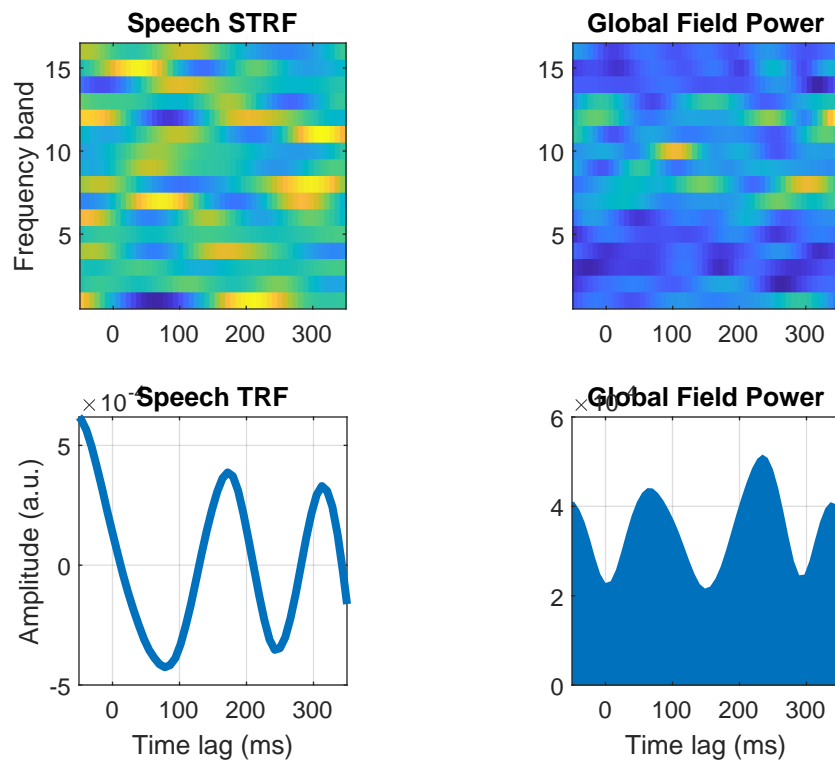 Speech STRF
Frequency band
15
10
5
0 100 200 300
Global Field Power
15
10
5
0 100 200 300
× 10^-4
Speech TRF
Amplitude (a.u.)
5
0
-5
0 100 200 300
Time lag (ms)
Global Field Power
6
4
2
0
0 100 200 300
Time lag (ms)